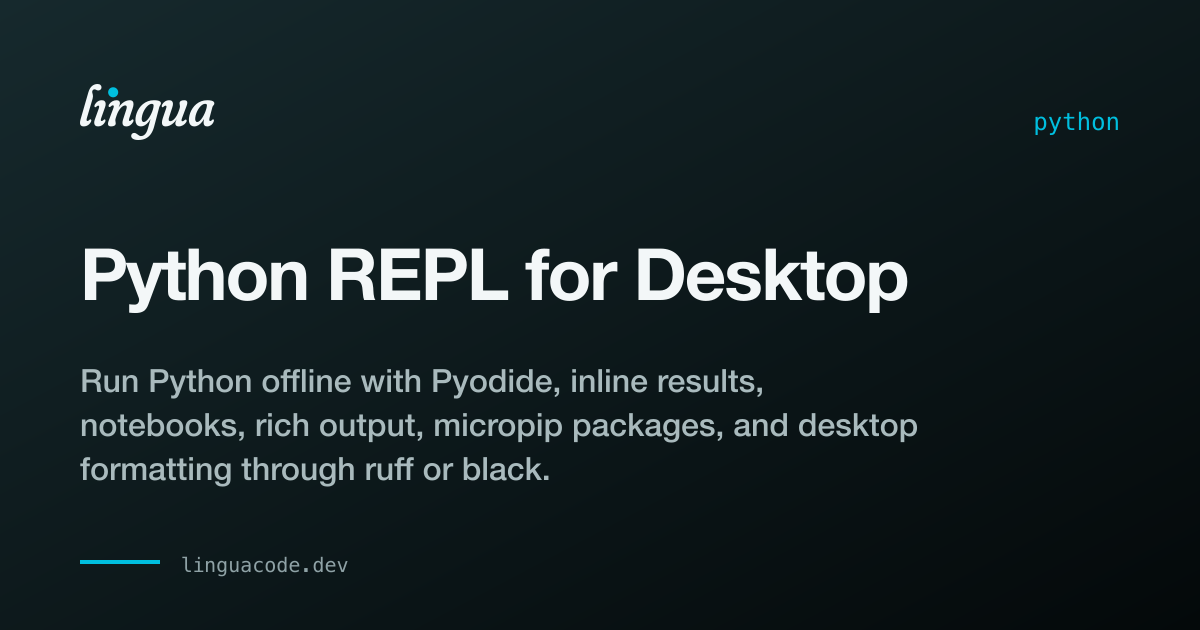 lingua
python
Python REPL for Desktop
Run Python offline with Pyodide, inline results,
notebooks, rich output, micropip packages, and desktop
formatting through ruff or black.
linguacode.dev